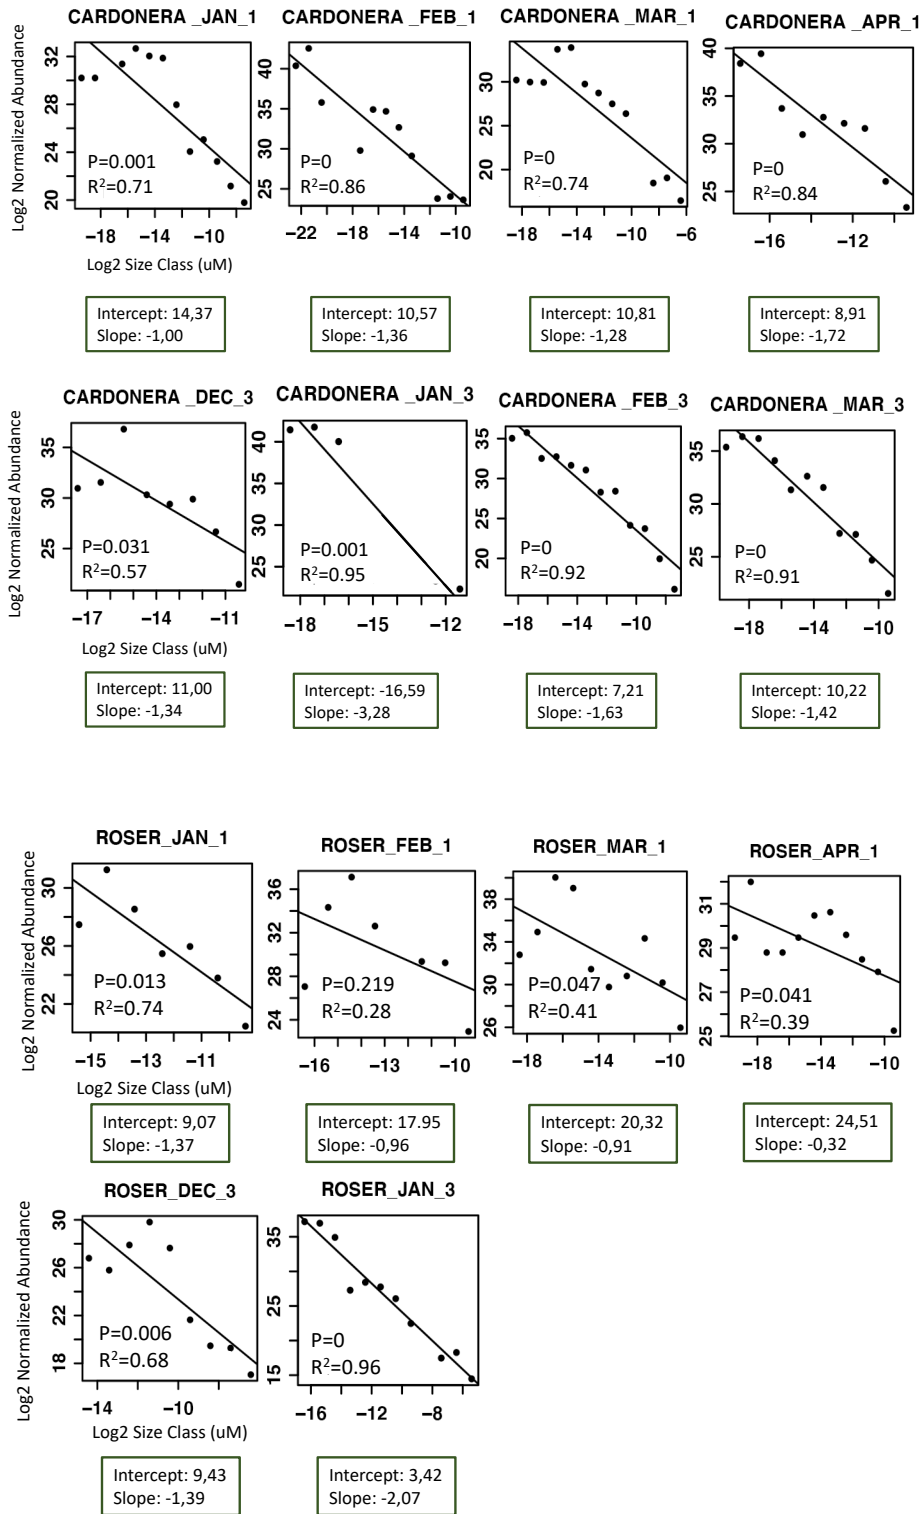 CARDONERA _JAN_1
CARDONERA _FEB_1
CARDONERA _MAR_1
CARDONERA _APR_1
Log2 Normalized Abundance
32
28
24
20
P=0.001
R²=0.71
−18
−14
−10
Log2 Size Class (uM)
40
35
30
25
P=0
R²=0.86
−22
−18
−14
−10
30
25
20
P=0
R²=0.74
−18
−14
−10
−6
40
35
30
25
P=0
R²=0.84
−16
−12
Intercept: 14,37
Slope: -1,00
Intercept: 10,57
Slope: -1,36
Intercept: 10,81
Slope: -1,28
Intercept: 8,91
Slope: -1,72
CARDONERA _DEC_3
CARDONERA _JAN_3
CARDONERA _FEB_3
CARDONERA _MAR_3
Log2 Normalized Abundance
35
30
25
P=0.031
R²=0.57
−17
−14
−11
Log2 Size Class (uM)
40
35
30
25
P=0.001
R²=0.95
−18
−15
−12
35
30
25
20
P=0
R²=0.92
−18
−14
−10
35
30
25
P=0
R²=0.91
−18
−14
−10
Intercept: 11,00
Slope: -1,34
Intercept: -16,59
Slope: -3,28
Intercept: 7,21
Slope: -1,63
Intercept: 10,22
Slope: -1,42
ROSER_JAN_1
ROSER_FEB_1
ROSER_MAR_1
ROSER_APR_1
Log2 Normalized Abundance
30
26
22
P=0.013
R²=0.74
−15
−13
−11
Log2 Size Class (uM)
36
32
28
24
P=0.219
R²=0.28
−16
−14
−12
−10
38
34
30
26
P=0.047
R²=0.41
−18
−14
−10
31
29
27
25
P=0.041
R²=0.39
−18
−14
−10
Intercept: 9,07
Slope: -1,37
Intercept: 17.95
Slope: -0,96
Intercept: 20,32
Slope: -0,91
Intercept: 24,51
Slope: -0,32
ROSER_DEC_3
ROSER_JAN_3
Log2 Normalized Abundance
30
26
22
18
P=0.006
R²=0.68
−14
−10
Log2 Size Class (uM)
35
25
15
P=0
R²=0.96
−16
−12
−8
Intercept: 9,43
Slope: -1,39
Intercept: 3,42
Slope: -2,07